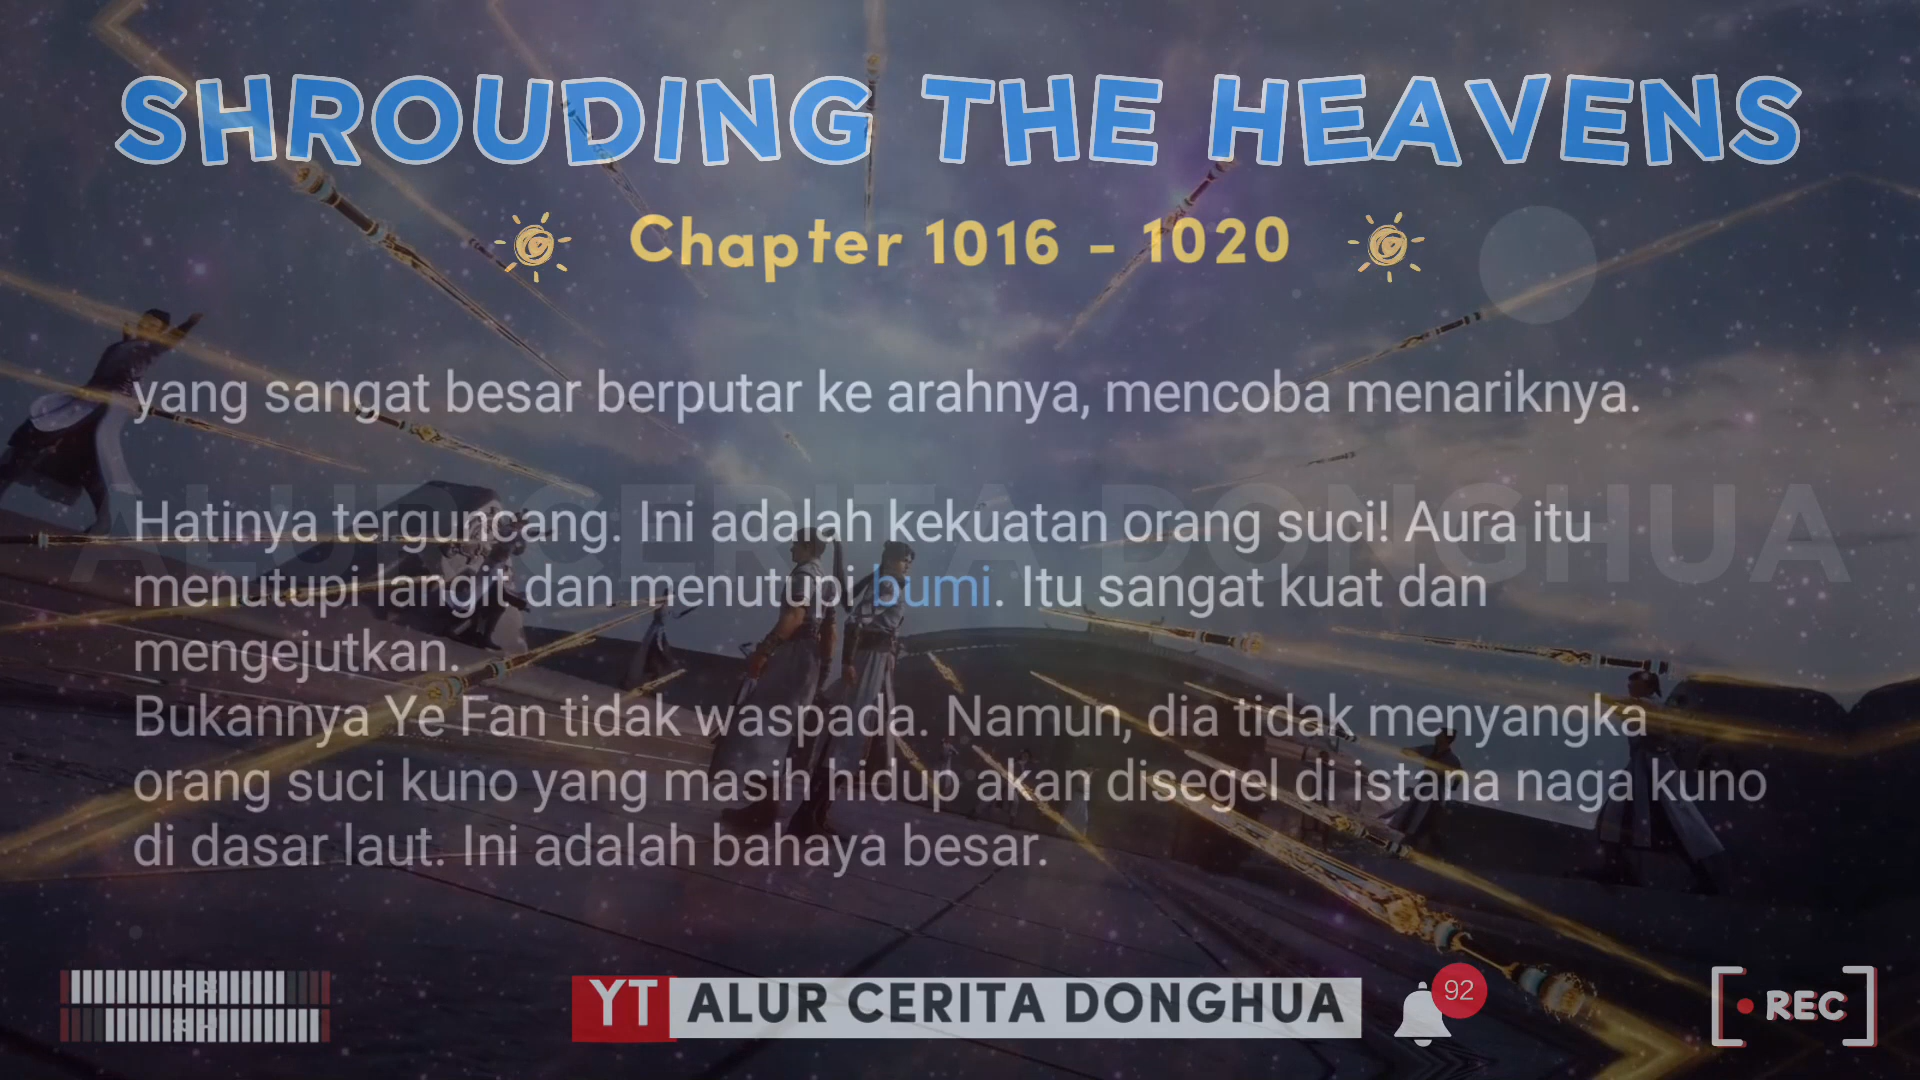 SHROUDING THE HEAVENS
Chapter 1016 - 1020
yang sangat besar berputar ke arahnya, mencoba menariknya.
ALUR CERITA DONGHUA
Hatinya terguncang. Ini adalah kekuatan orang suci! Aura itu
menutupi langit dan menutupi bumi. Itu sangat kuat dan
mengejutkan.
Bukannya Ye Fan tidak waspada. Namun, dia tidak menyangka
orang suci kuno yang masih hidup akan disegel di istana naga kuno
di dasar laut. Ini adalah bahaya besar.
YT ALUR CERITA DONGHUA
92
REC